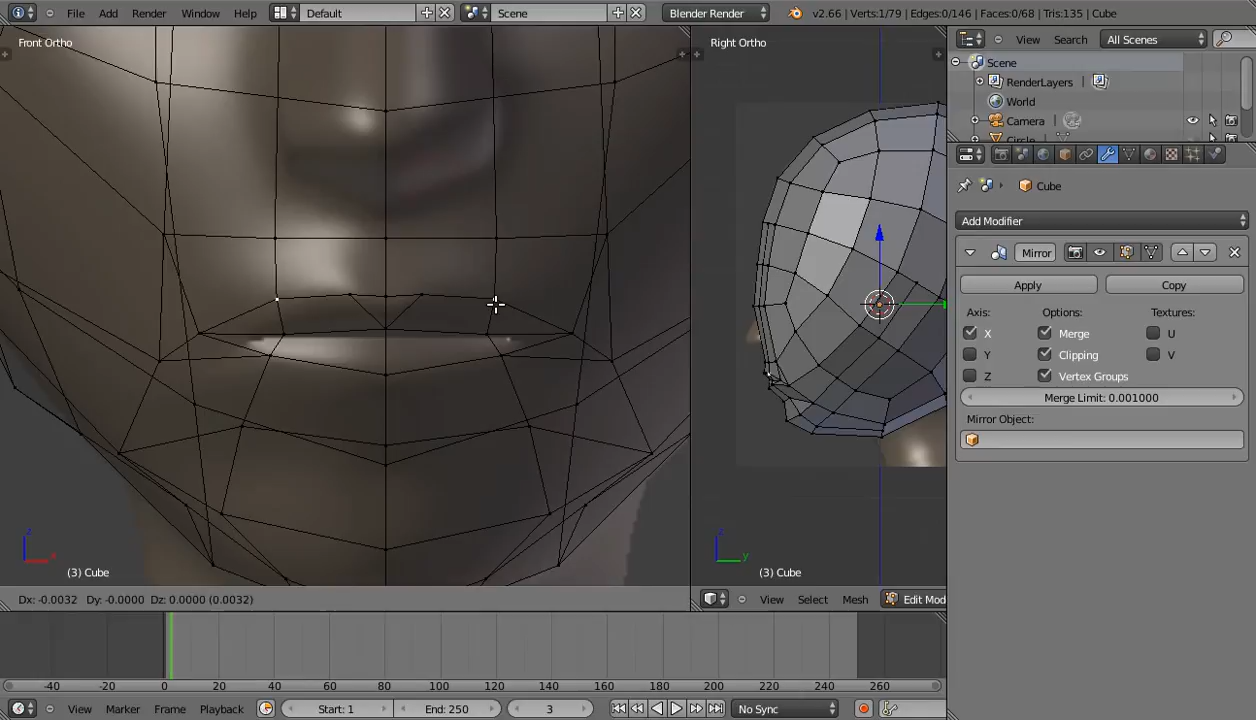 File Add Render Window Help Default Scene Blender Render v2.66 | Verts:1/79 | Edges:0/146 | Faces:0/68 | Tris:135 | Cube
Front Ortho
Right Ortho
View Search All Scenes
Scene
RenderLayers
World
Camera
Circle
Cube
Add Modifier
Mirror
Apply Copy
Axis: Options: Textures:
X Merge U
Y Clipping V
Z Vertex Groups
Merge Limit: 0.001000
Mirror Object:
z
x
(3) Cube
z
y
(3) Cube
Dx: -0.0032 Dy: -0.0000 Dz: 0.0000 (0.0032)
View Select Mesh Edit Mod
-40 -20 0 20 40 60 80 100 120 140 160 180 200 220 240 260
View Marker Frame Playback Start: 1 End: 250 3 No Sync